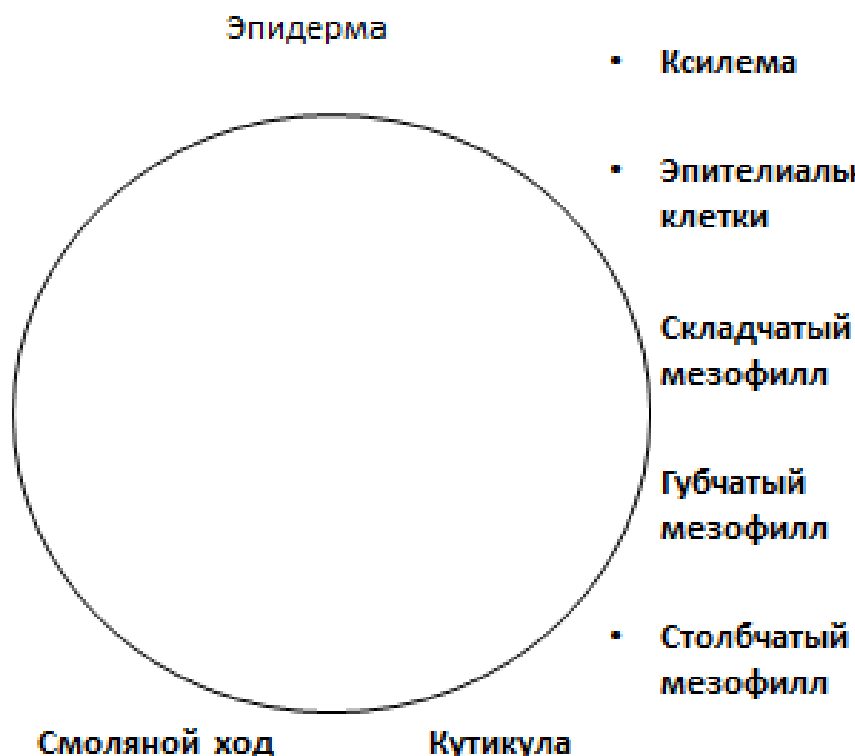 Эпидерма
• Ксилема
• Эпителиалы
клетки
Складчатый
мезофилл
Губчатый
мезофилл
• Столбчатый
мезофилл
Смоляной ход Кутикула